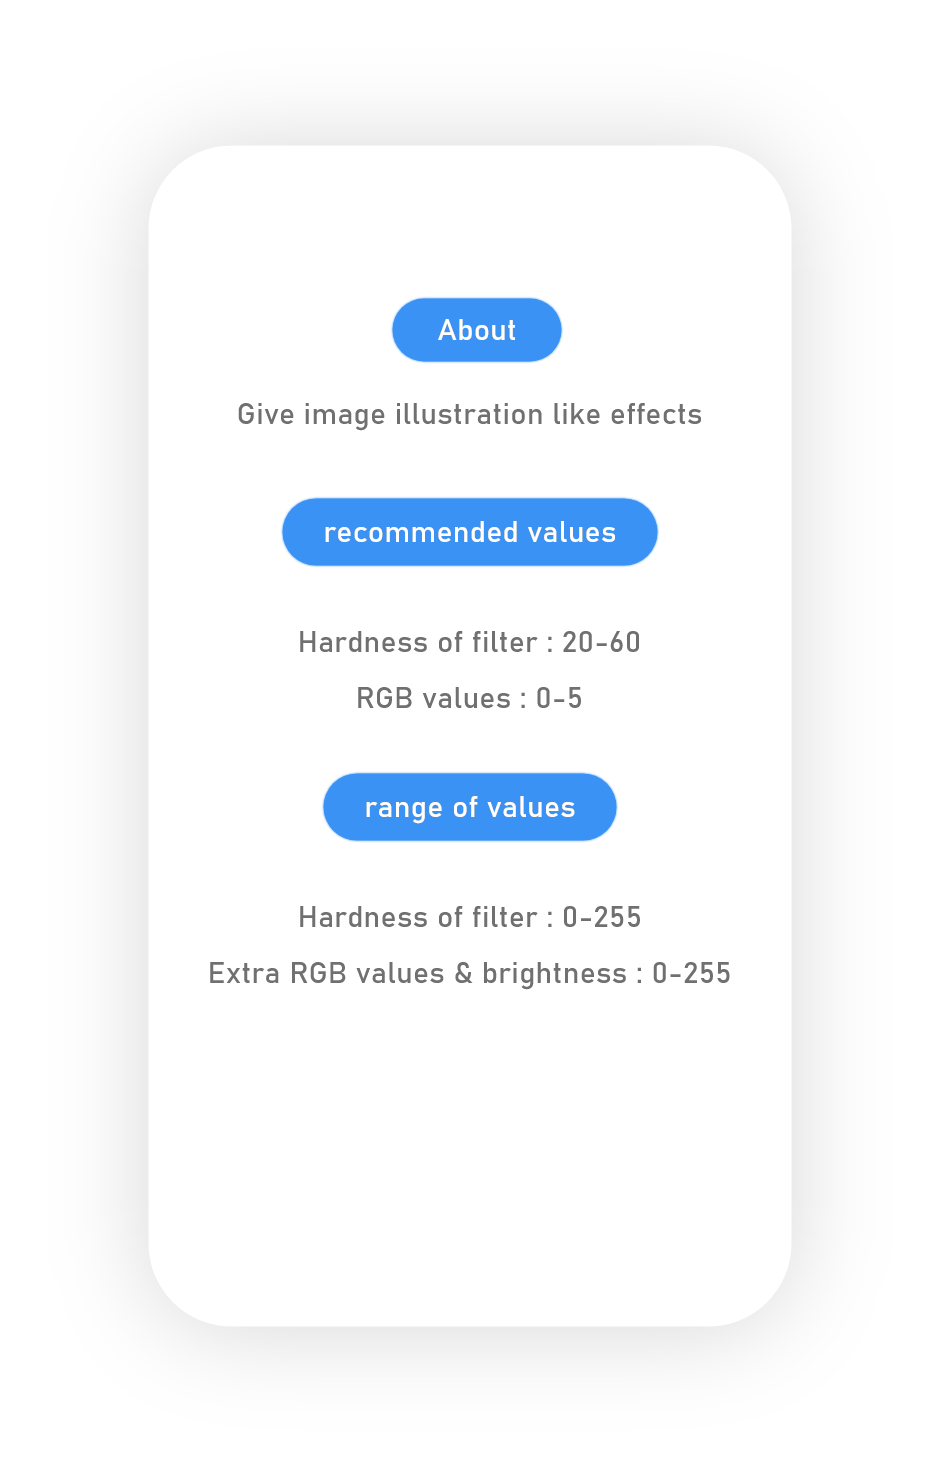 About
Give image illustration like effects
recommended values
Hardness of filter : 20-60
RGB values : 0-5
range of values
Hardness of filter : 0-255
Extra RGB values & brightness : 0-255